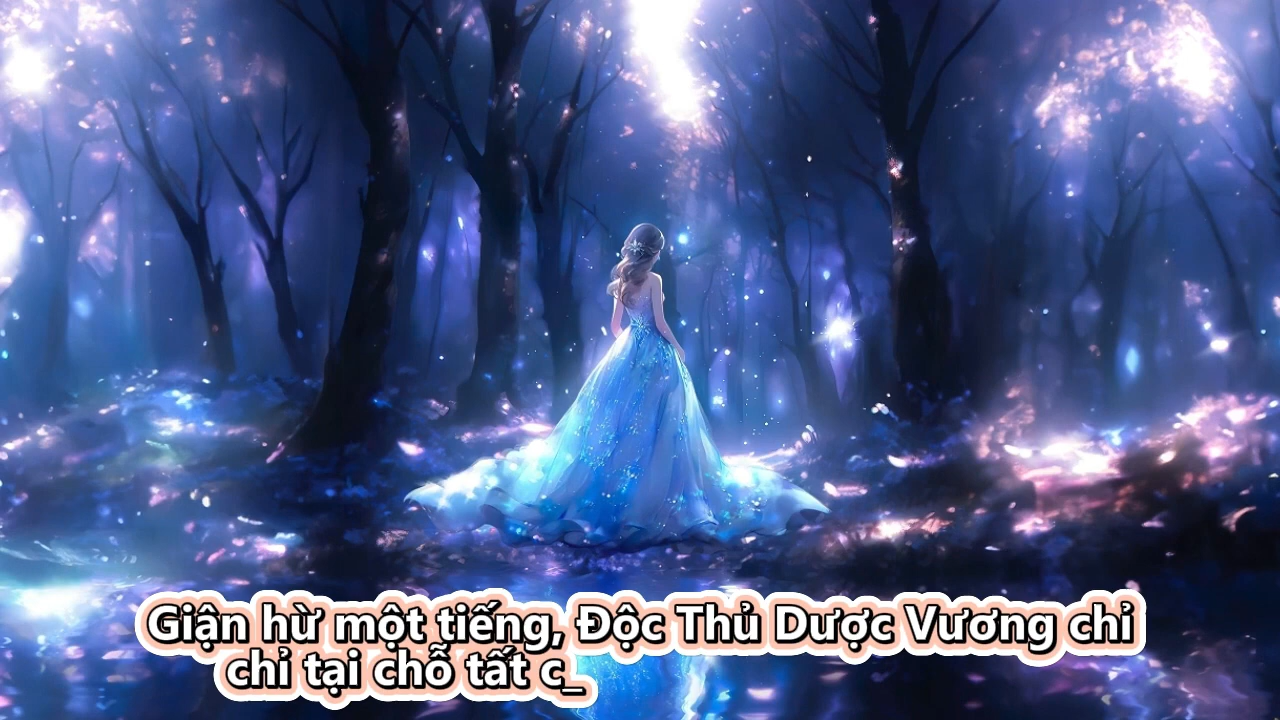 Giận hừ một tiếng, Độc Thủ Dược Vương chỉ
chỉ tại chỗ tất c_